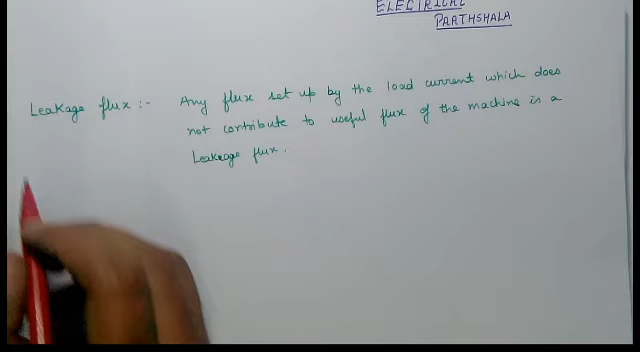 ELECTRICAL
PARTHSHALA
Leakage flux :- Any flux set up by the load current which does
not contribute to useful flux of the machine is a
Leakage flux.